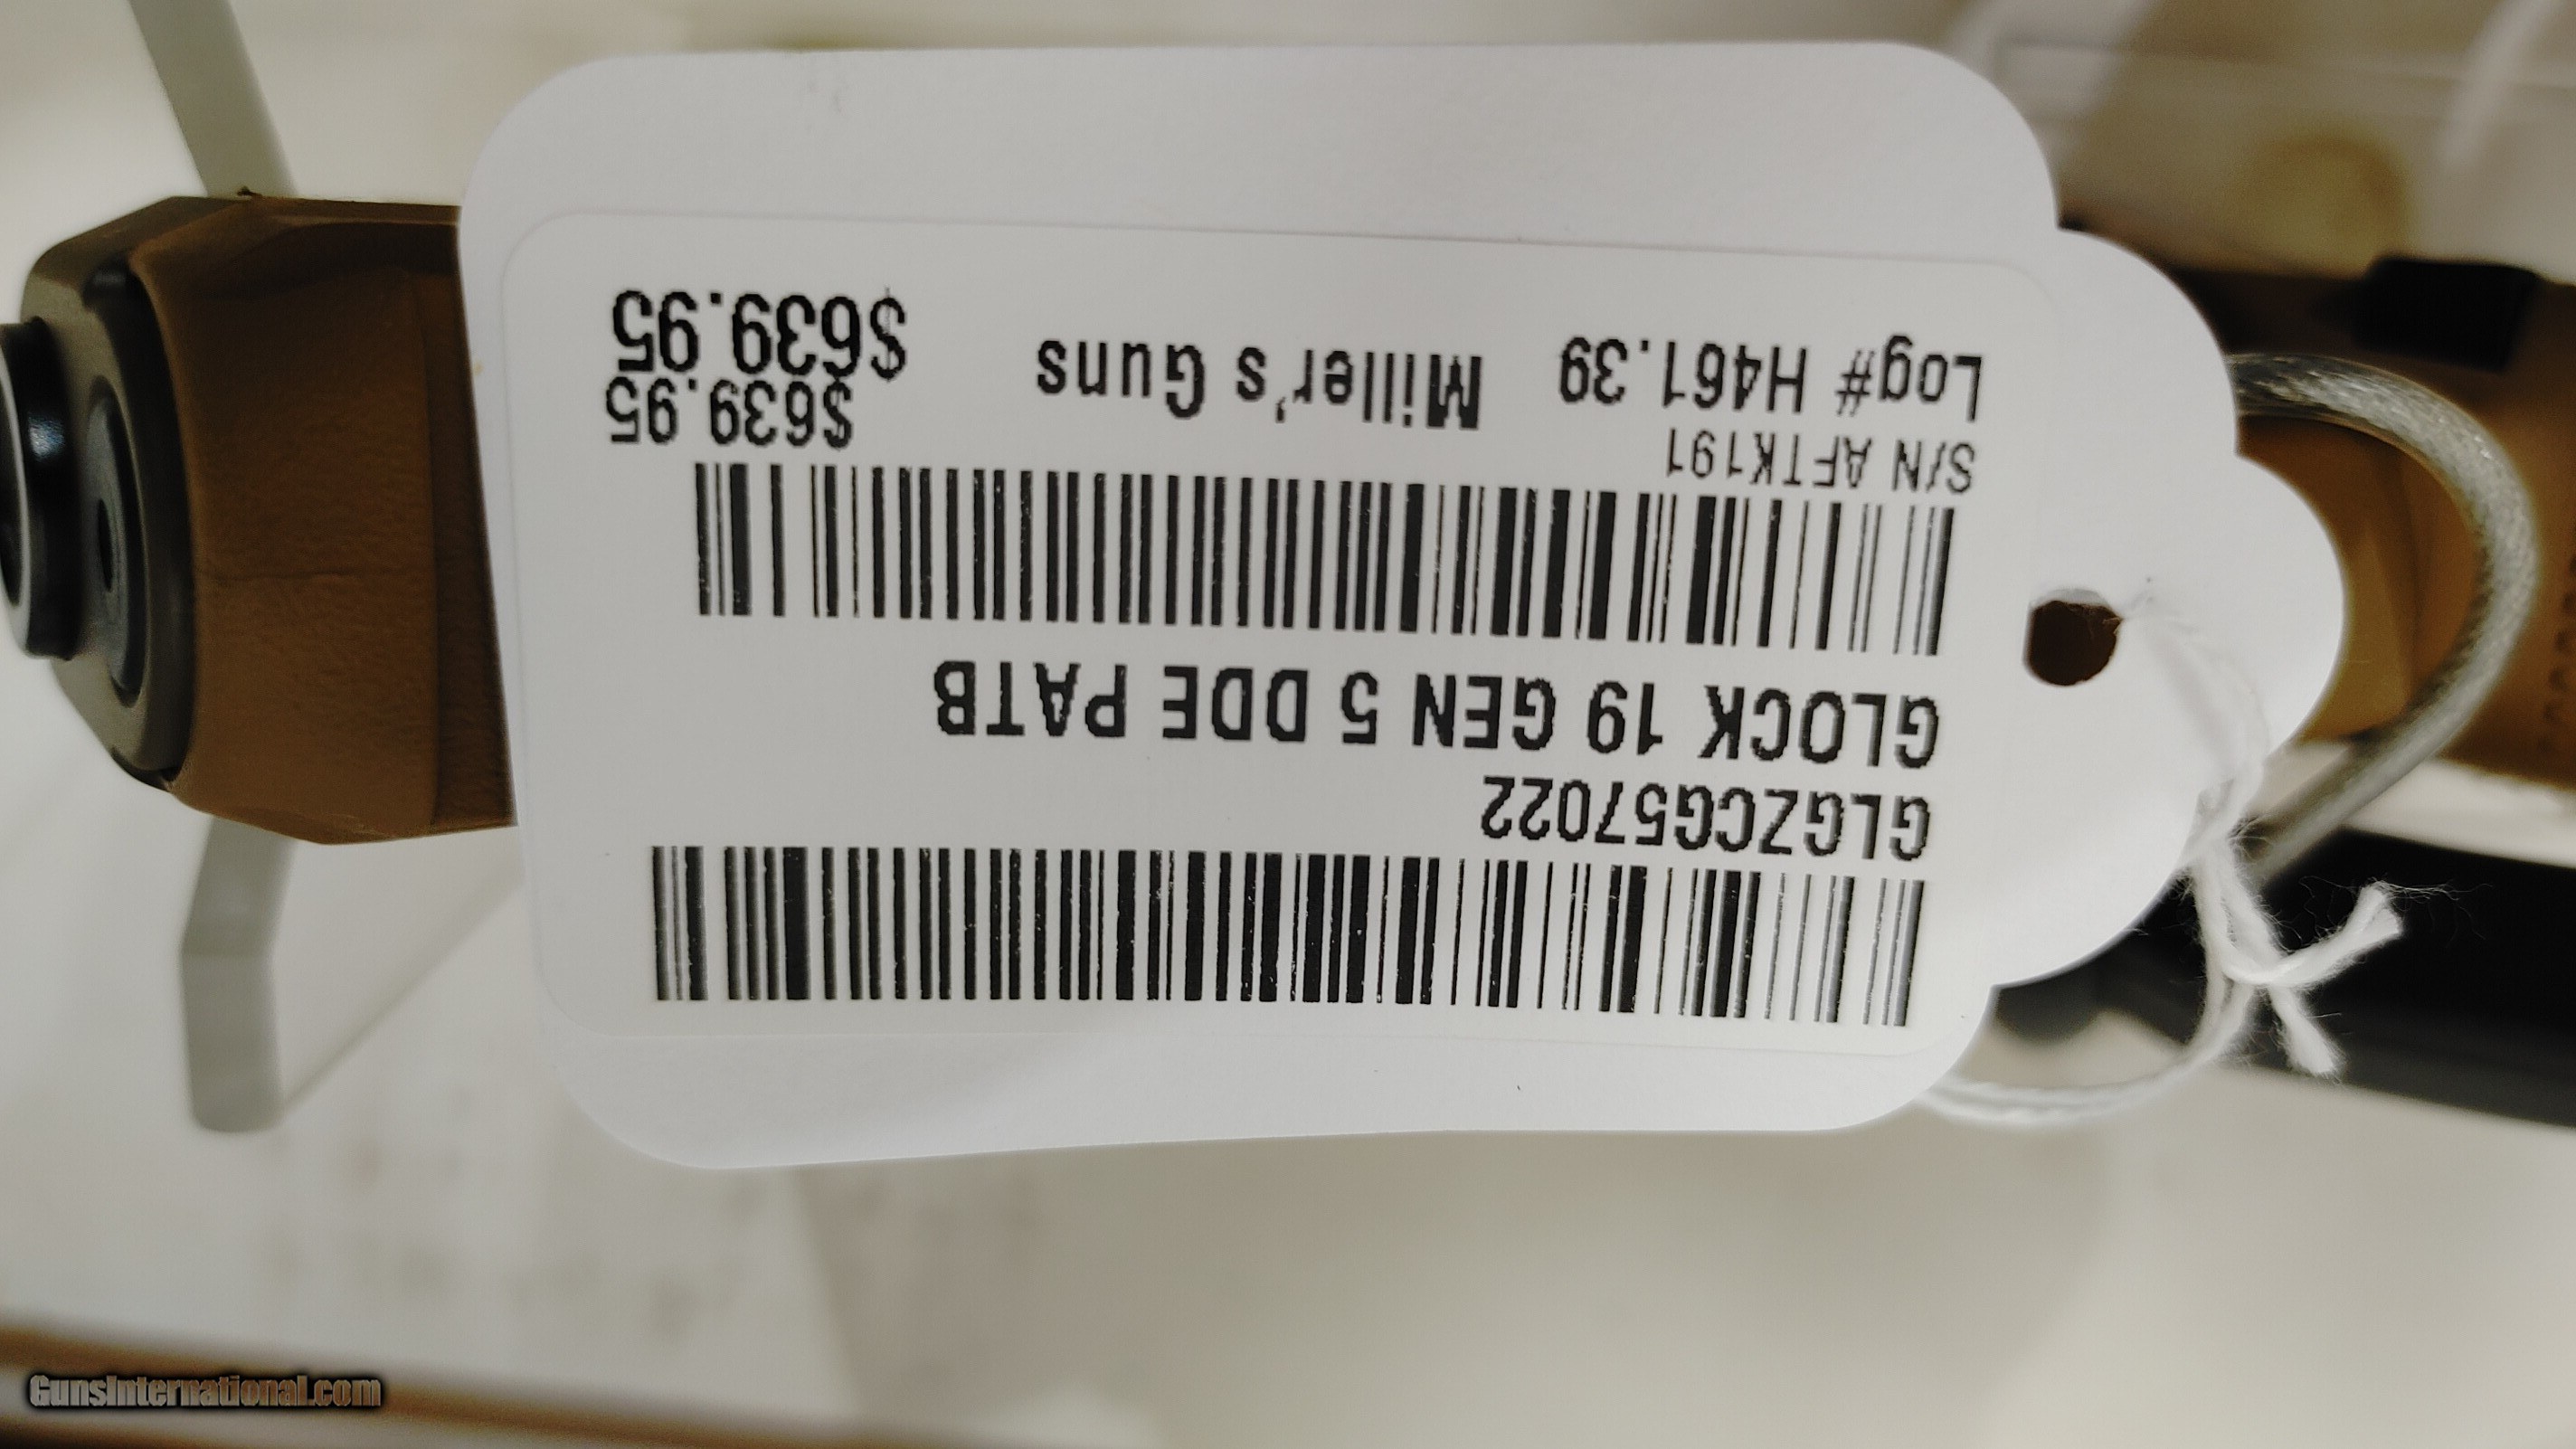 GLGZCG57022
GLOCK 19 GEN 5 DDE PATB
S/N AFTK191 $639.95
Log# H461.39 Miller's Guns $639.95
GunsInternational.com